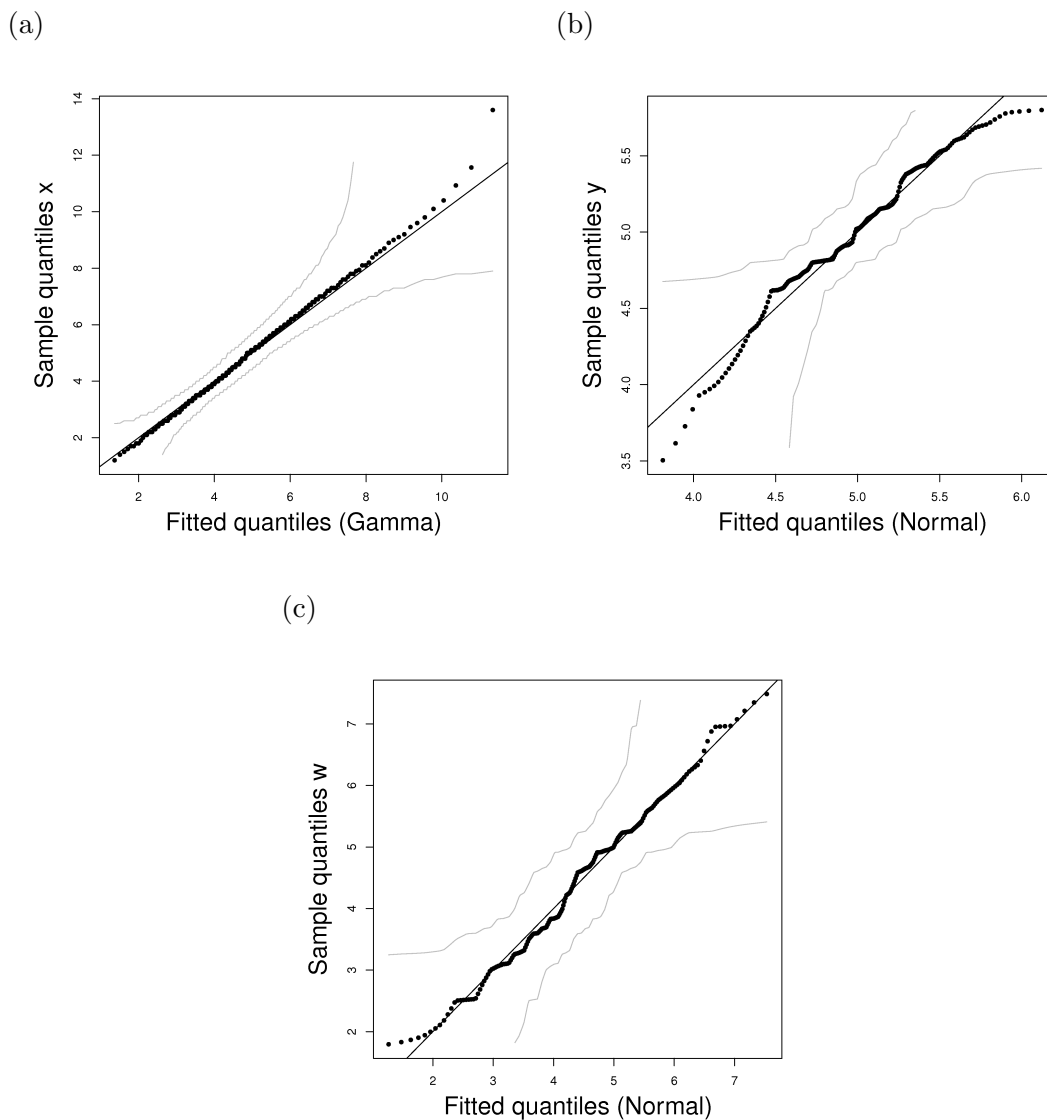 (a)
(b)
14
12
10
8
6
4
2
Sample quantiles x
2 4 6 8 10
Fitted quantiles (Gamma)
5.5
5.0
4.5
4.0
3.5
Sample quantiles y
4.0 4.5 5.0 5.5 6.0
Fitted quantiles (Normal)
(c)
7
6
5
4
3
2
Sample quantiles w
2 3 4 5 6 7
Fitted quantiles (Normal)